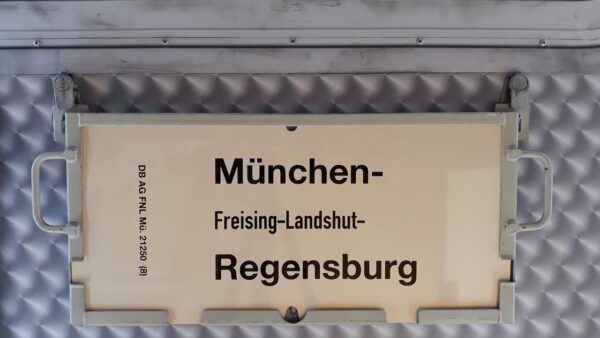 DB AG FNL Mü. 21250 (8)
München-
Freising-Landshut-
Regensburg